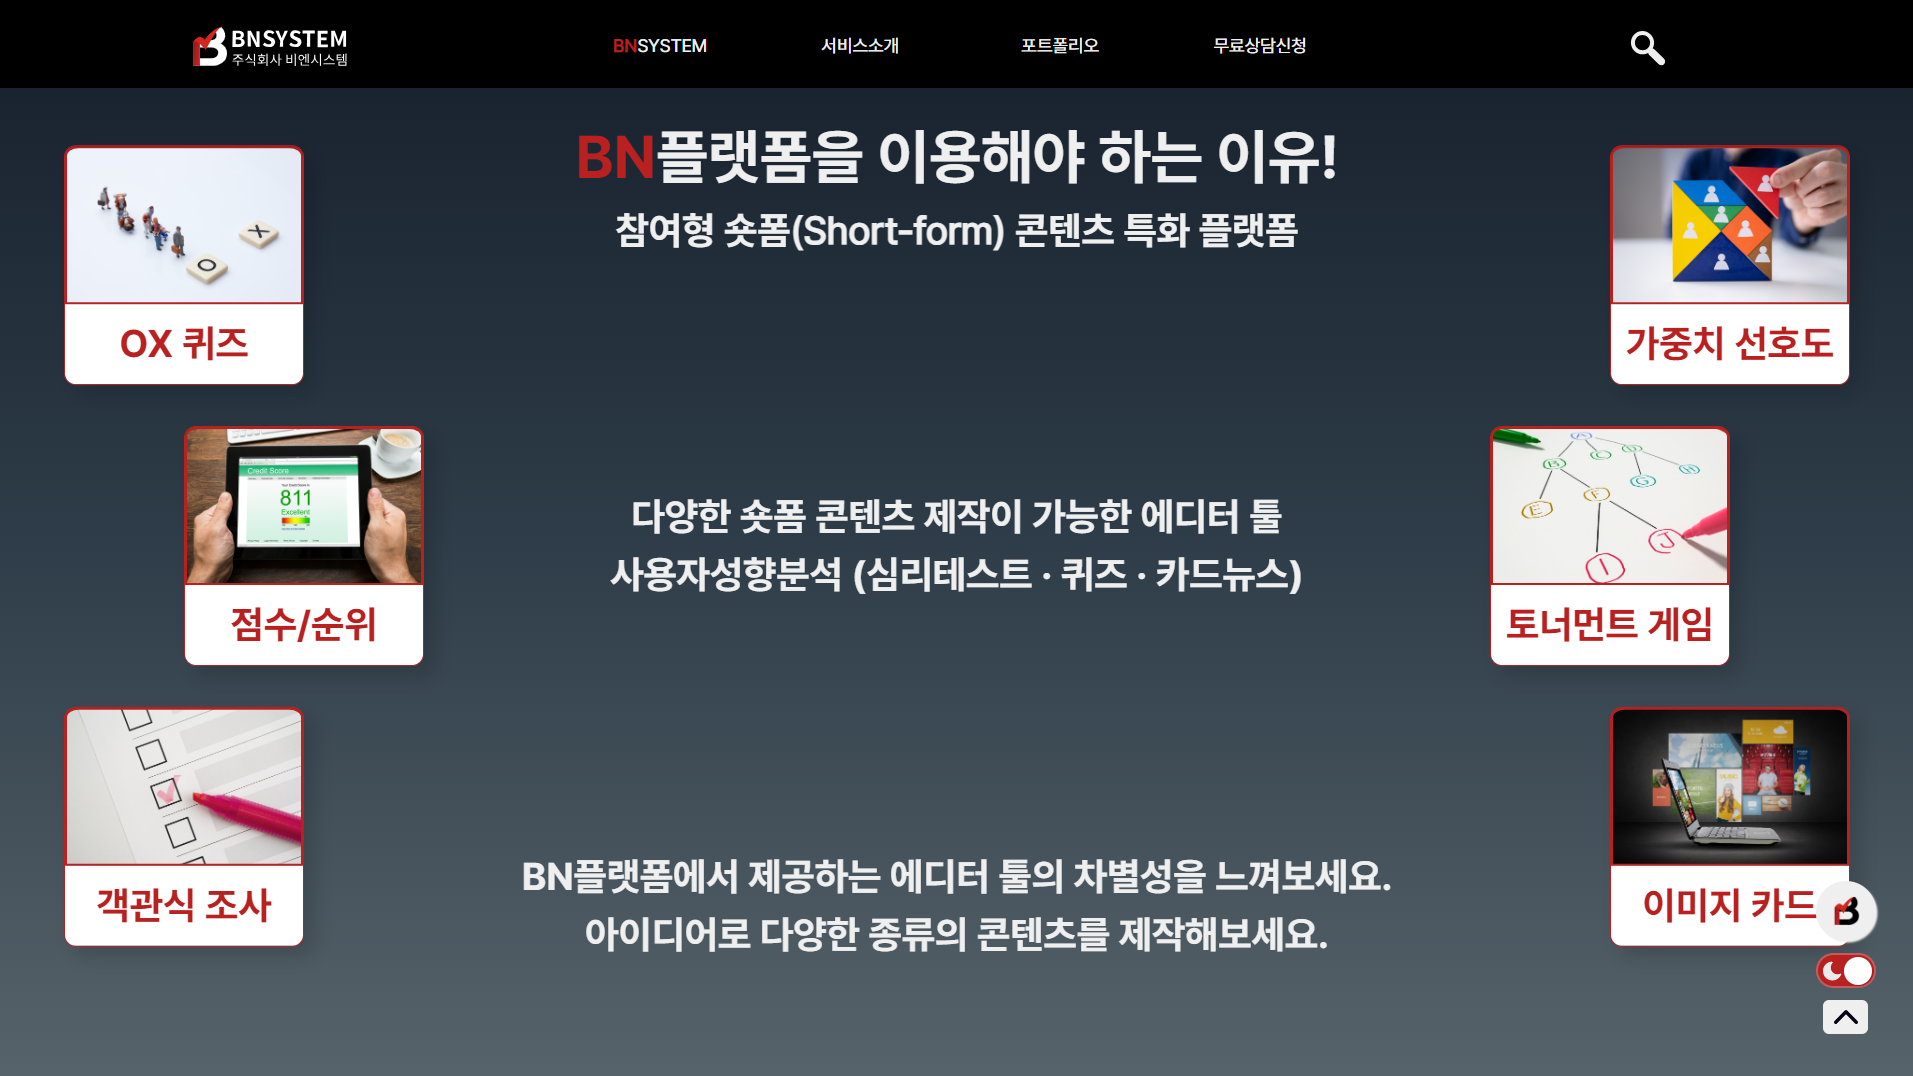 BNSYSTEM
주식회사 비엔시스템
BNSYSTEM
서비스소개
포트폴리오
무료상담신청
BN플랫폼을 이용해야 하는 이유!
참여형 숏폼(Short-form) 콘텐츠 특화 플랫폼
X
O
OX 퀴즈
가중치 선호도
Credit Score
811
Excellent
점수/순위
다양한 숏폼 콘텐츠 제작이 가능한 에디터 툴
사용자성향분석 (심리테스트 · 퀴즈 · 카드뉴스)
A
B
C
D
H
G
E
F
J
I
토너먼트 게임
객관식 조사
BN플랫폼에서 제공하는 에디터 툴의 차별성을 느껴보세요.
아이디어로 다양한 종류의 콘텐츠를 제작해보세요.
이미지 카드